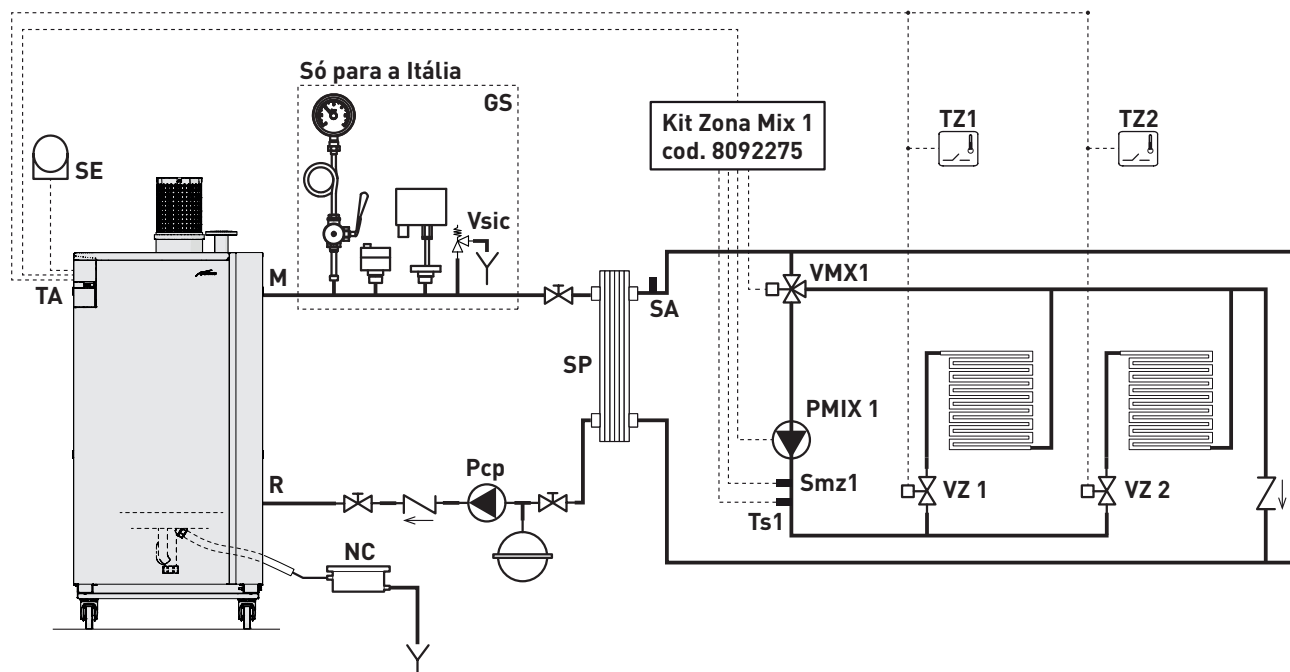 Só para a Itália
GS
Kit Zona Mix 1
cod. 8092275
TZ1
TZ2
SE
Vsic
M
TA
SA
VMX1
SP
PMIX 1
Pcp
R
Smz1
VZ 1
VZ 2
Ts1
NC